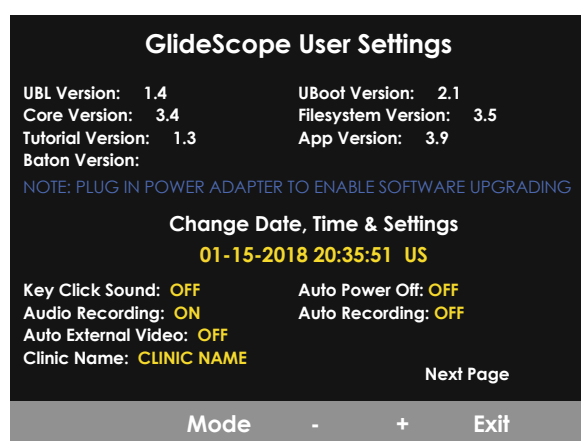 GlideScope User Settings
UBL Version: 1.4 UBoot Version: 2.1
Core Version: 3.4 Filesystem Version: 3.5
Tutorial Version: 1.3 App Version: 3.9
Baton Version:
NOTE: PLUG IN POWER ADAPTER TO ENABLE SOFTWARE UPGRADING
Change Date, Time & Settings
01-15-2018 20:35:51 US
Key Click Sound: OFF Auto Power Off: OFF
Audio Recording: ON Auto Recording: OFF
Auto External Video: OFF
Clinic Name: CLINIC NAME
Next Page
Mode - + Exit